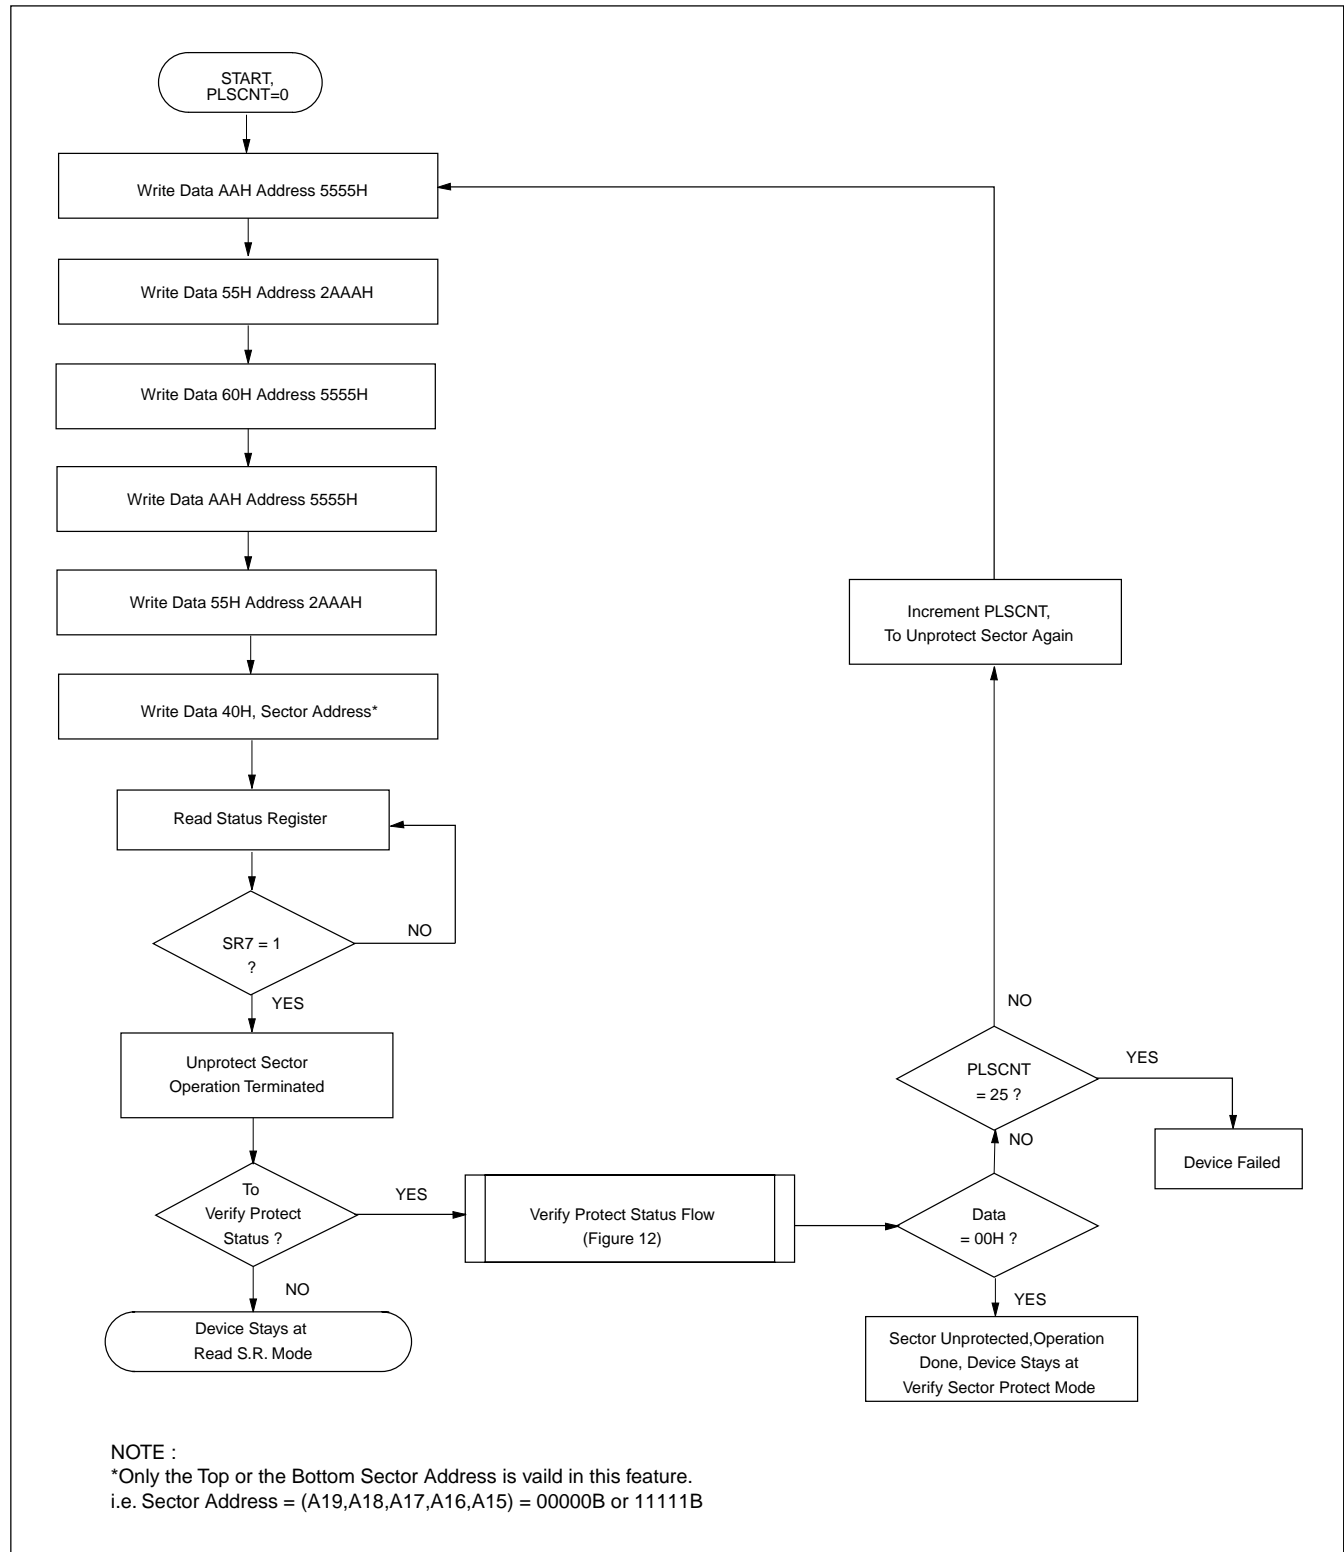 START,
PLSCNT=0
Write Data AAH Address 5555H
Write Data 55H Address 2AAAH
Write Data 60H Address 5555H
Write Data AAH Address 5555H
Write Data 55H Address 2AAAH
Write Data 40H, Sector Address*
Read Status Register
SR7 = 1
?
NO
YES
Unprotect Sector
Operation Terminated
To
Verify Protect
Status ?
YES
NO
Device Stays at
Read S.R. Mode
Verify Protect Status Flow
(Figure 12)
Data
= 00H ?
YES
Sector Unprotected,Operation
Done, Device Stays at
Verify Sector Protect Mode
NO
PLSCNT
= 25 ?
YES
Device Failed
NO
Increment PLSCNT,
To Unprotect Sector Again
NOTE :
*Only the Top or the Bottom Sector Address is vaild in this feature.
i.e. Sector Address = (A19,A18,A17,A16,A15) = 00000B or 11111B